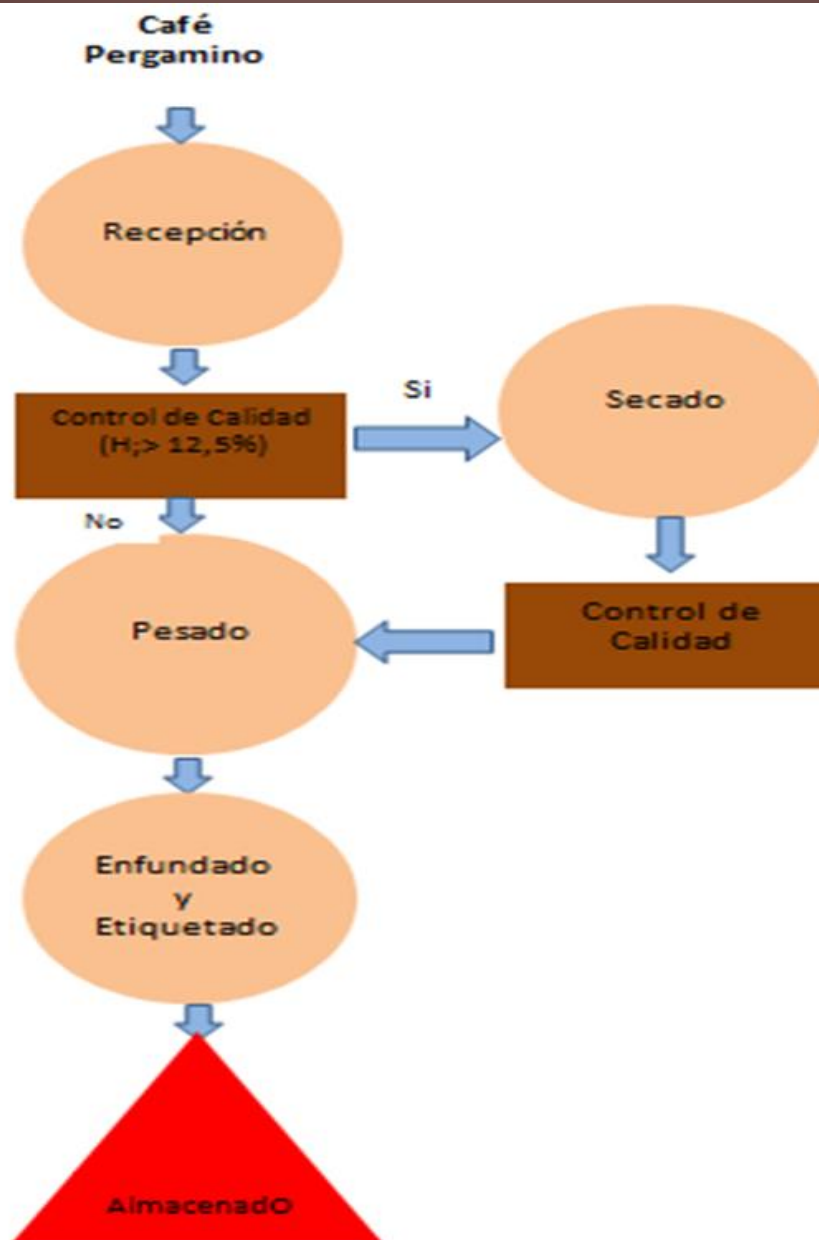 Café
Pergamino
Recepción
Control de Calidad
(H;> 12,5%)
Si
Secado
No
Pesado
Control de
Calidad
Enfundado
y
Etiquetado
AlmacenadO